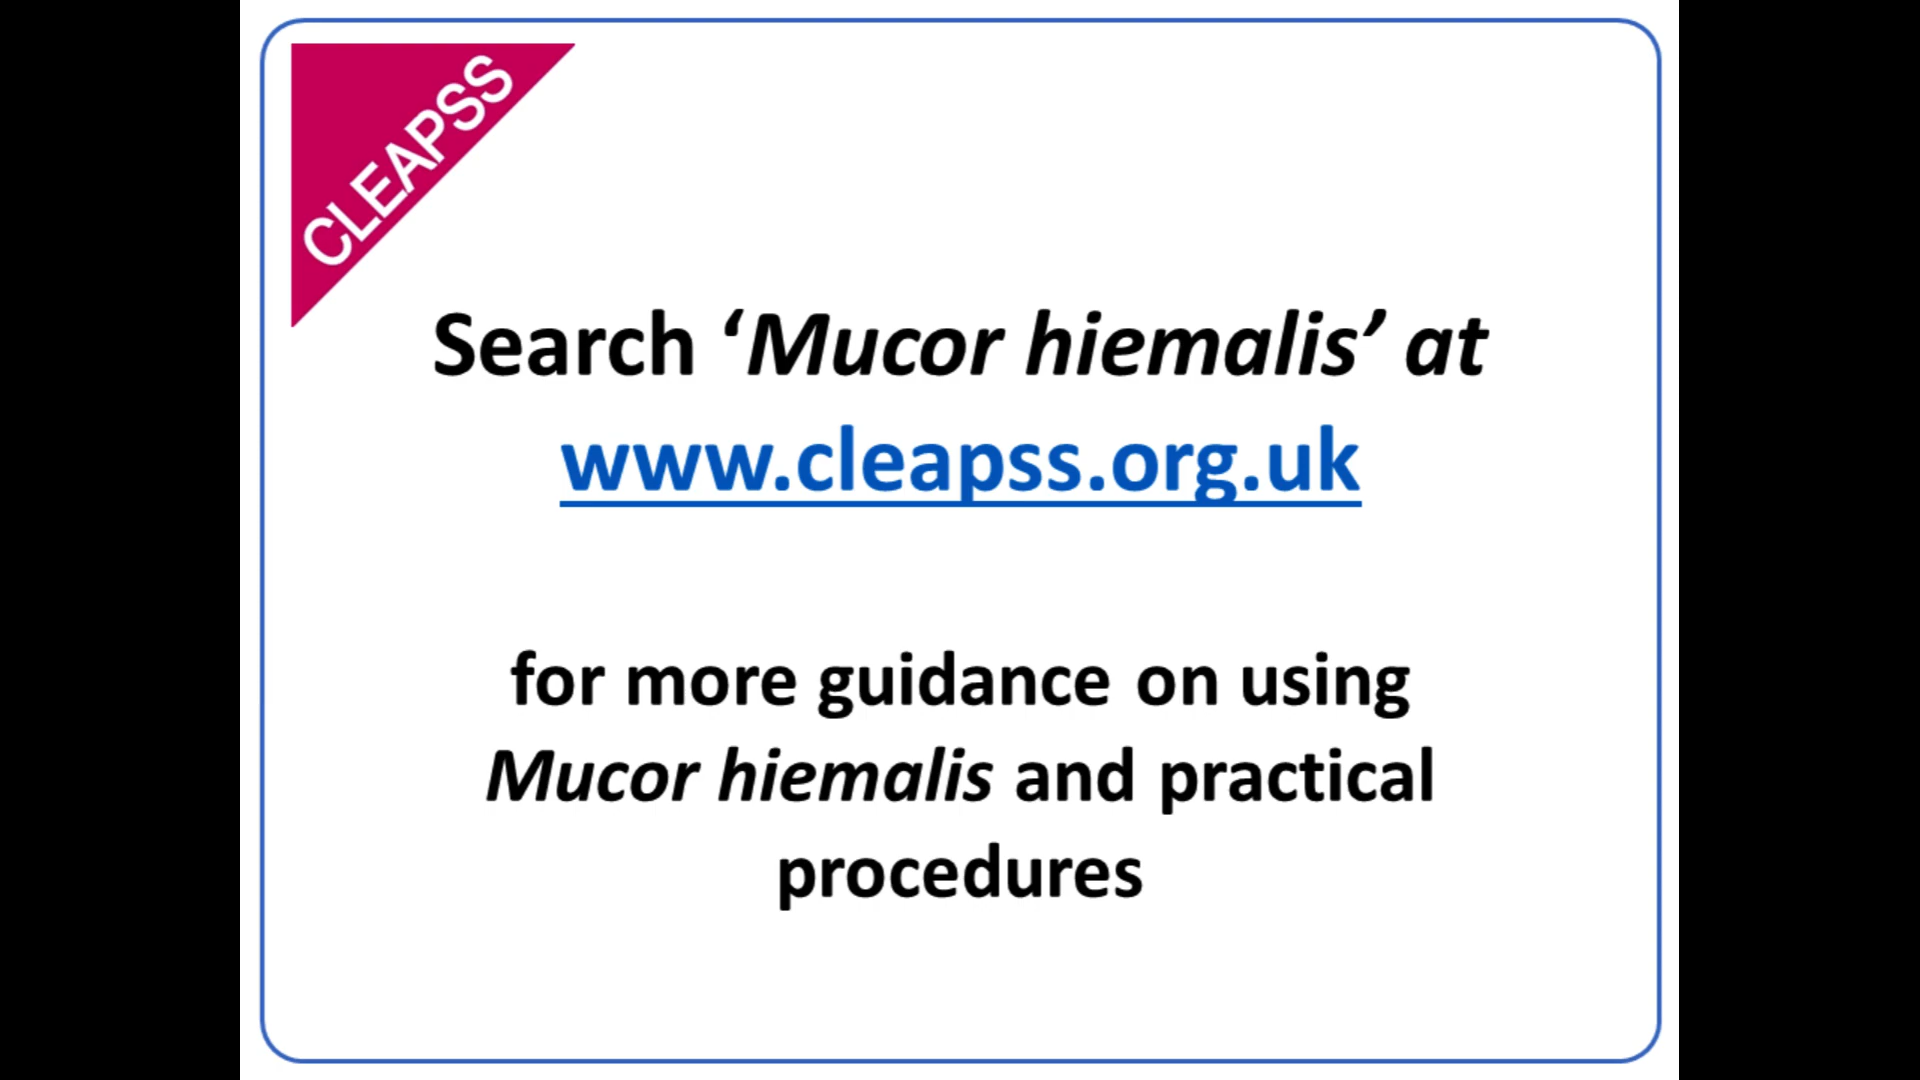 CLEAPSS
Search ‘Mucor hiemalis’ at
www.cleapss.org.uk
for more guidance on using
Mucor hiemalis and practical
procedures